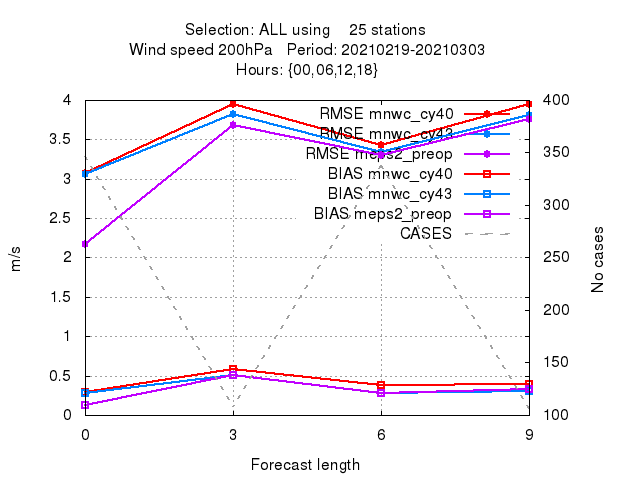 Selection: ALL using 25 stations
Wind speed 200hPa Period: 20210219-20210303
Hours: {00,06,12,18}
4
3.5
3
2.5
2
1.5
1
0.5
0
400
350
300
250
200
150
100
m/s
No cases
RMSE mnwc_cy40
RMSE mnwc_cy43
RMSE meps2_preop
BIAS mnwc_cy40
BIAS mnwc_cy43
BIAS meps2_preop
CASES
0 3 6 9
Forecast length